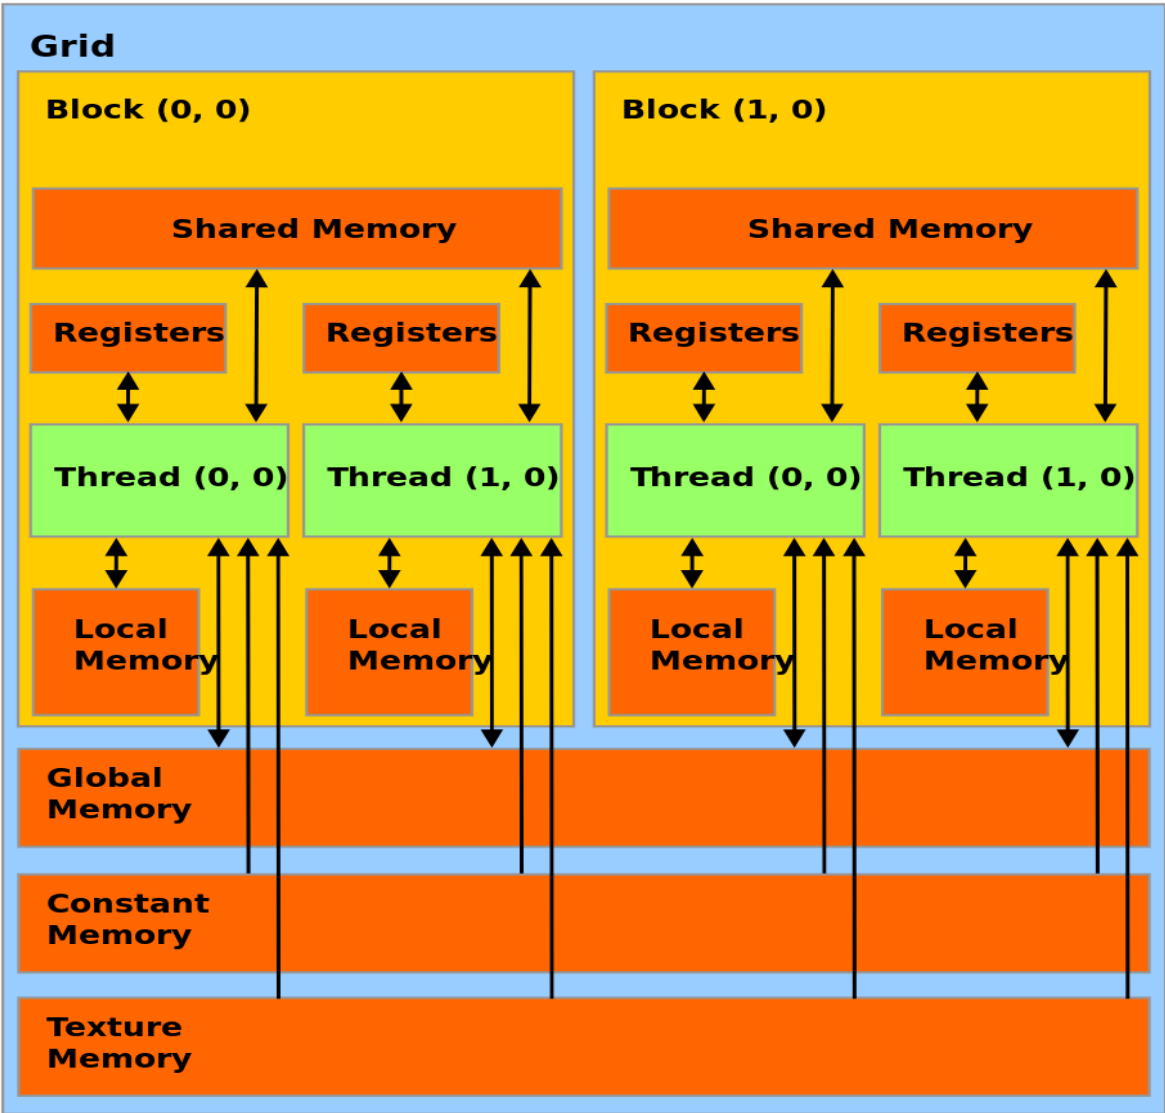 Grid
Block (0, 0)
Block (1, 0)
Shared Memory
Shared Memory
Registers
Registers
Registers
Registers
Thread (0, 0)
Thread (1, 0)
Thread (0, 0)
Thread (1, 0)
Local
Memory
Local
Memory
Local
Memory
Local
Memory
Global
Memory
Constant
Memory
Texture
Memory